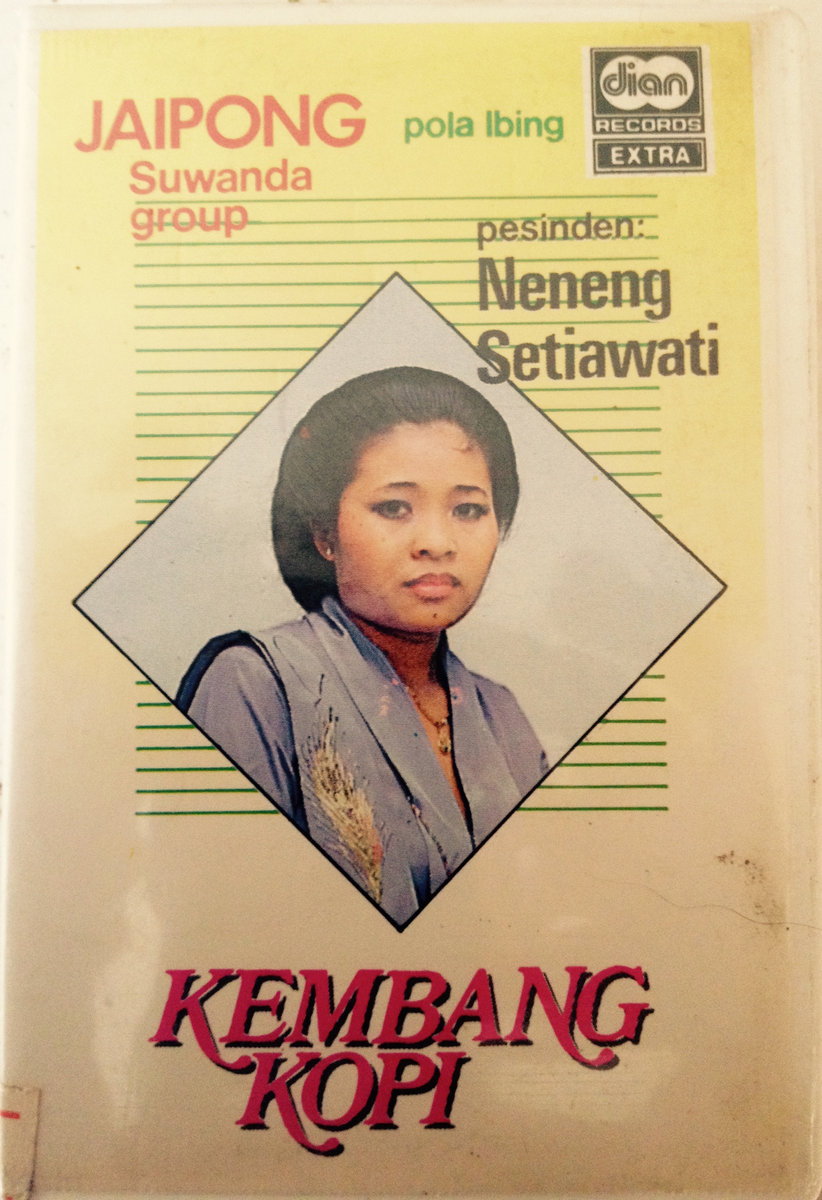 JAIPONG
Suwanda
group
pola Ibing
dian
RECORDS
EXTRA
pesinden:
Neneng
Setiawati
KEMBANG
KOPI